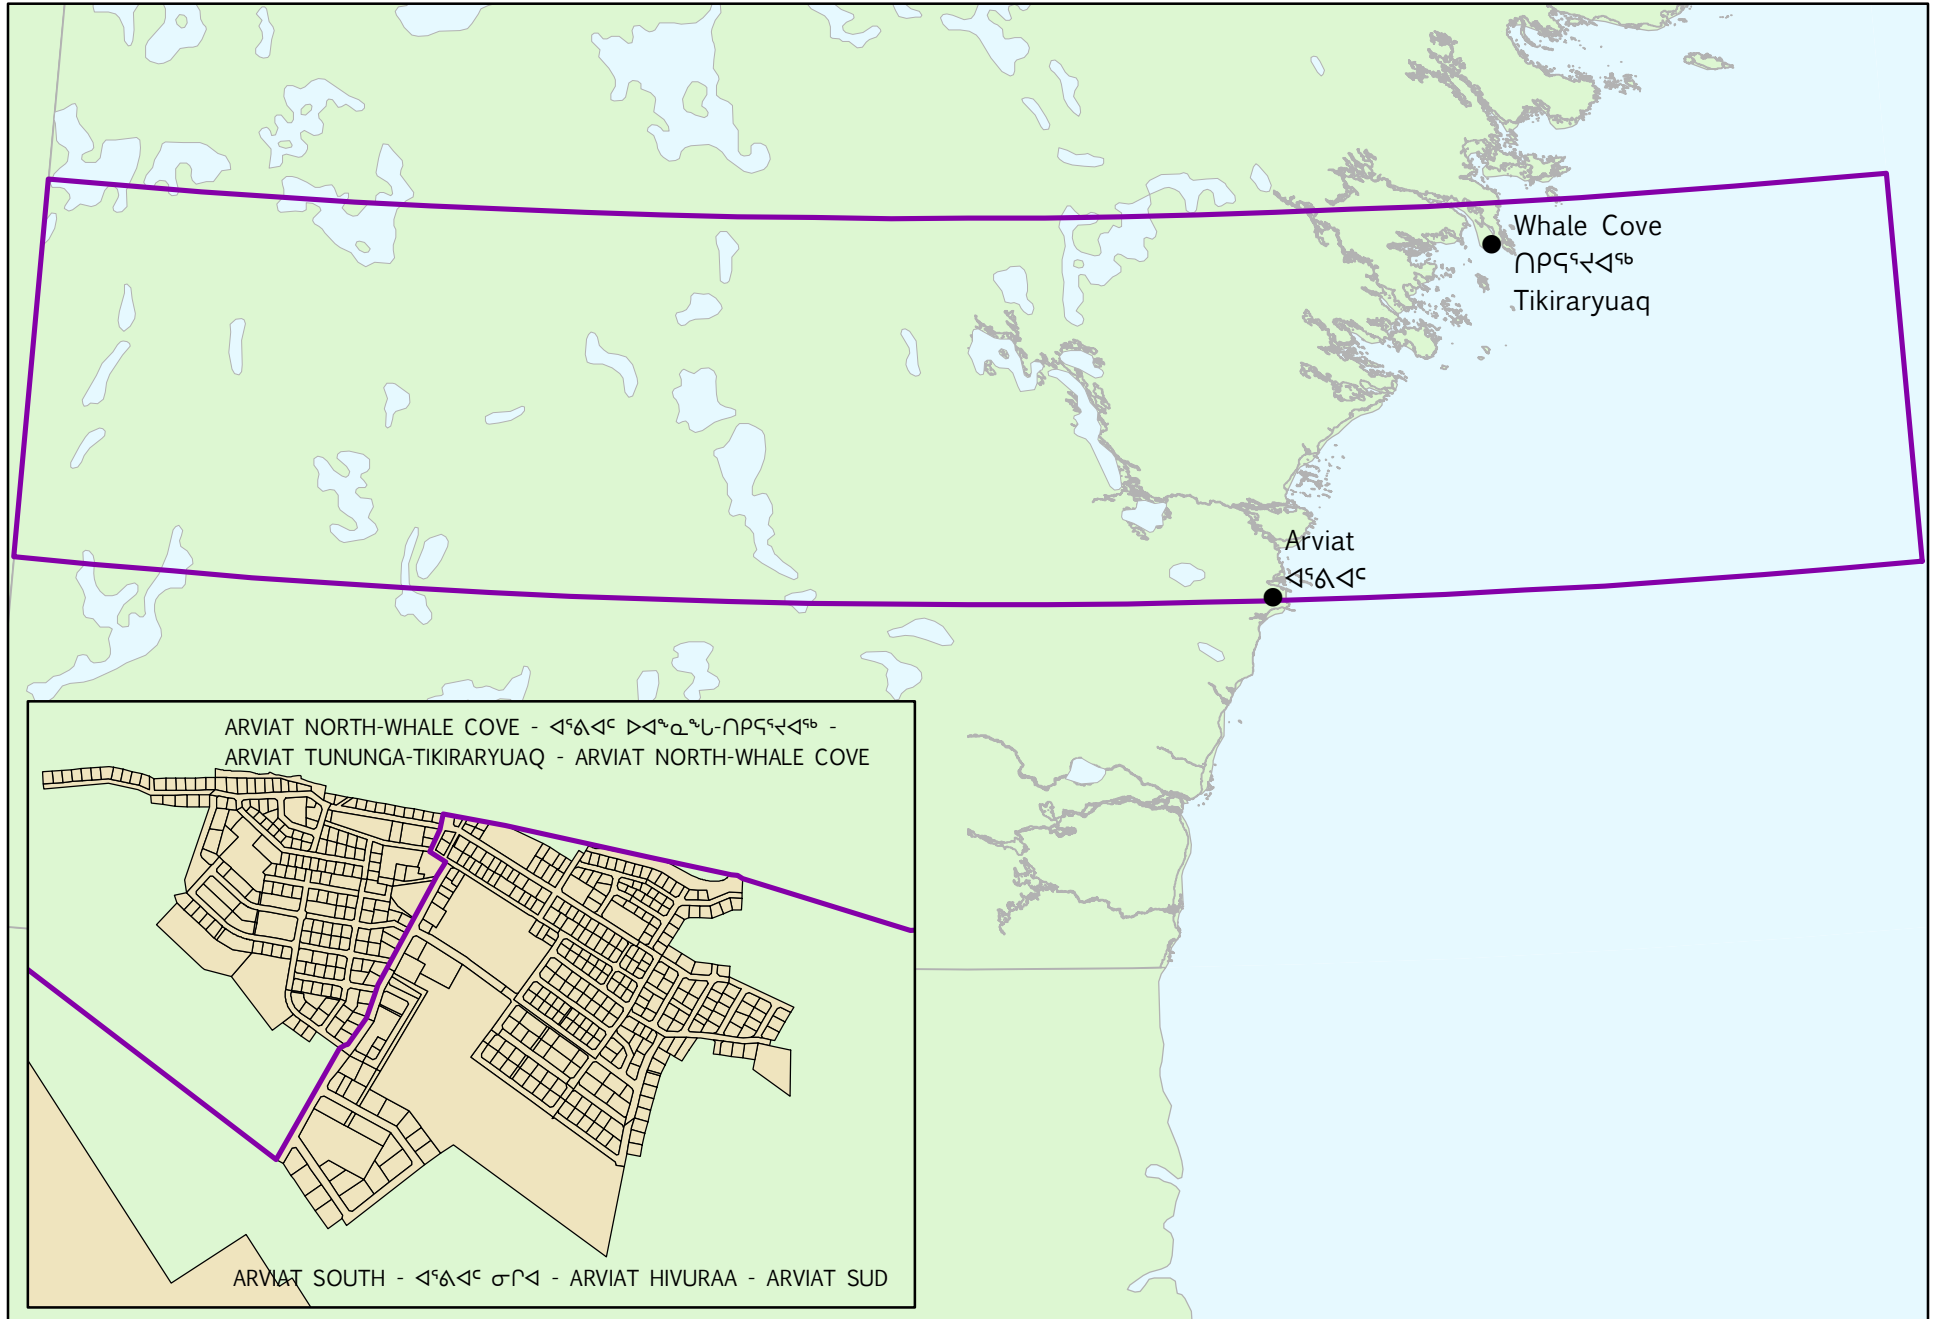 Whale Cove
ᑎᑭᕋᕐᔪᐊᖅ
Tikiraryuaq
Arviat
ᐊᕐᕕᐊᑦ
ARVIAT NORTH-WHALE COVE - ᐊᕐᕕᐊᑦ ᐅᐊᖕᓇᖓ-ᑎᑭᕋᕐᔪᐊᖅ -
ARVIAT TUNUNGA-TIKIRARYUAQ - ARVIAT NORTH-WHALE COVE
ARVIAT SOUTH - ᐊᕐᕕᐊᑦ ᓂᒋᐊ - ARVIAT HIVURAA - ARVIAT SUD